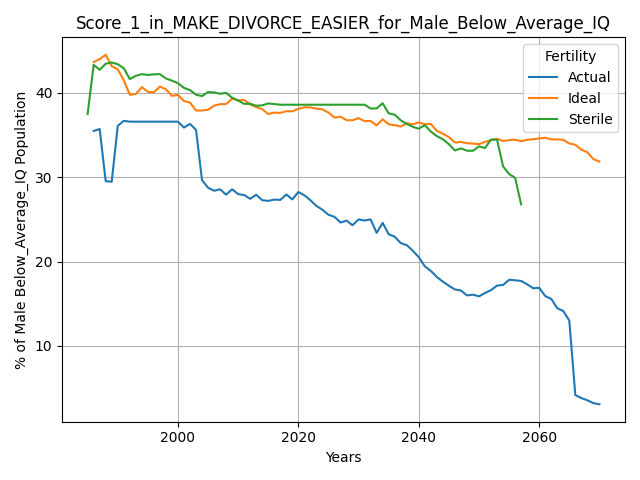 Score_1_in_MAKE_DIVORCE_EASIER_for_Male_Below_Average_IQ
Fertility
Actual
Ideal
Sterile
% of Male Below_Average_IQ Population
40
30
20
10
2000
2020
2040
2060
Years